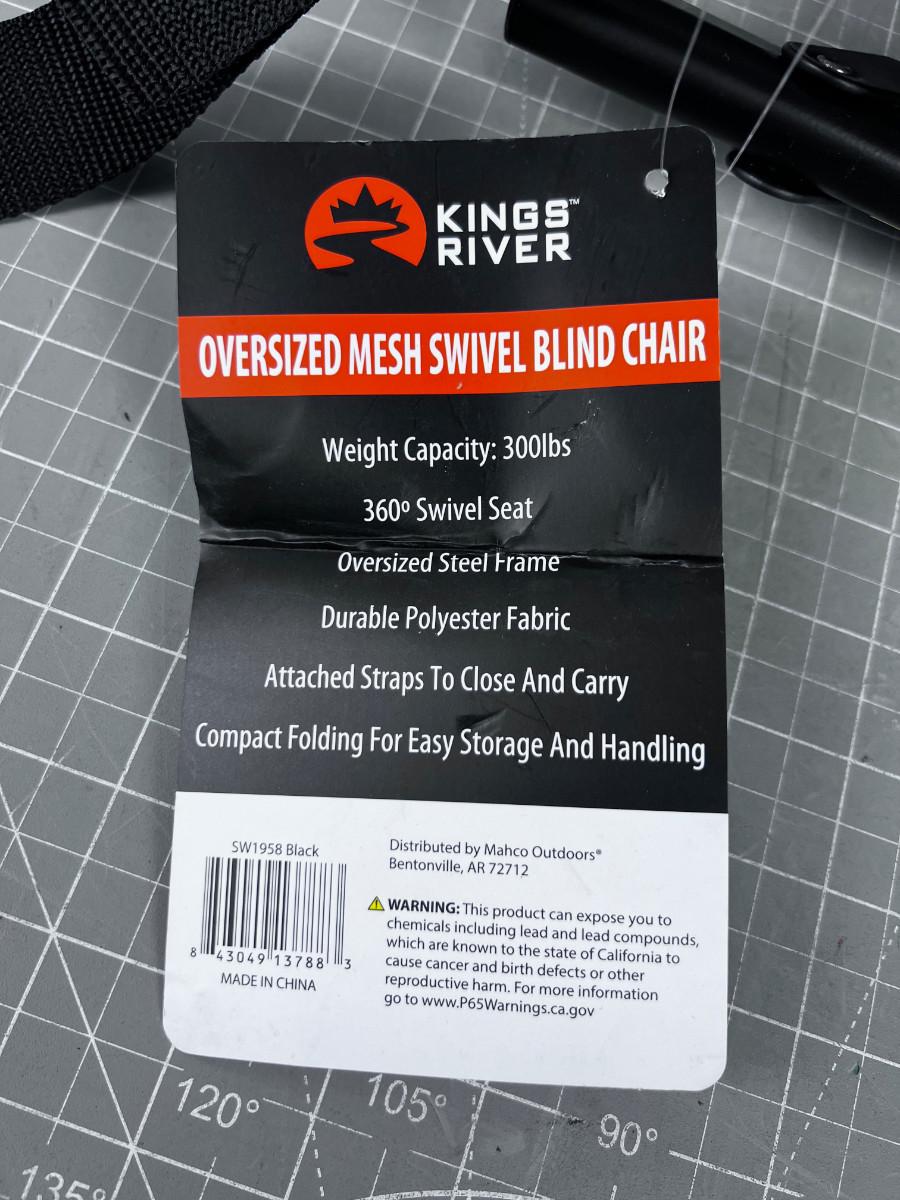 KINGS™
RIVER
OVERSIZED MESH SWIVEL BLIND CHAIR
Weight Capacity: 300lbs
360º Swivel Seat
Oversized Steel Frame
Durable Polyester Fabric
Attached Straps To Close And Carry
Compact Folding For Easy Storage And Handling
SW1958 Black
8 43049 13788 3
MADE IN CHINA
Distributed by Mahco Outdoors®
Bentonville, AR 72712
WARNING: This product can expose you to
chemicals including lead and lead compounds,
which are known to the state of California to
cause cancer and birth defects or other
reproductive harm. For more information
go to www.P65Warnings.ca.gov
120°
105°
90°
135°